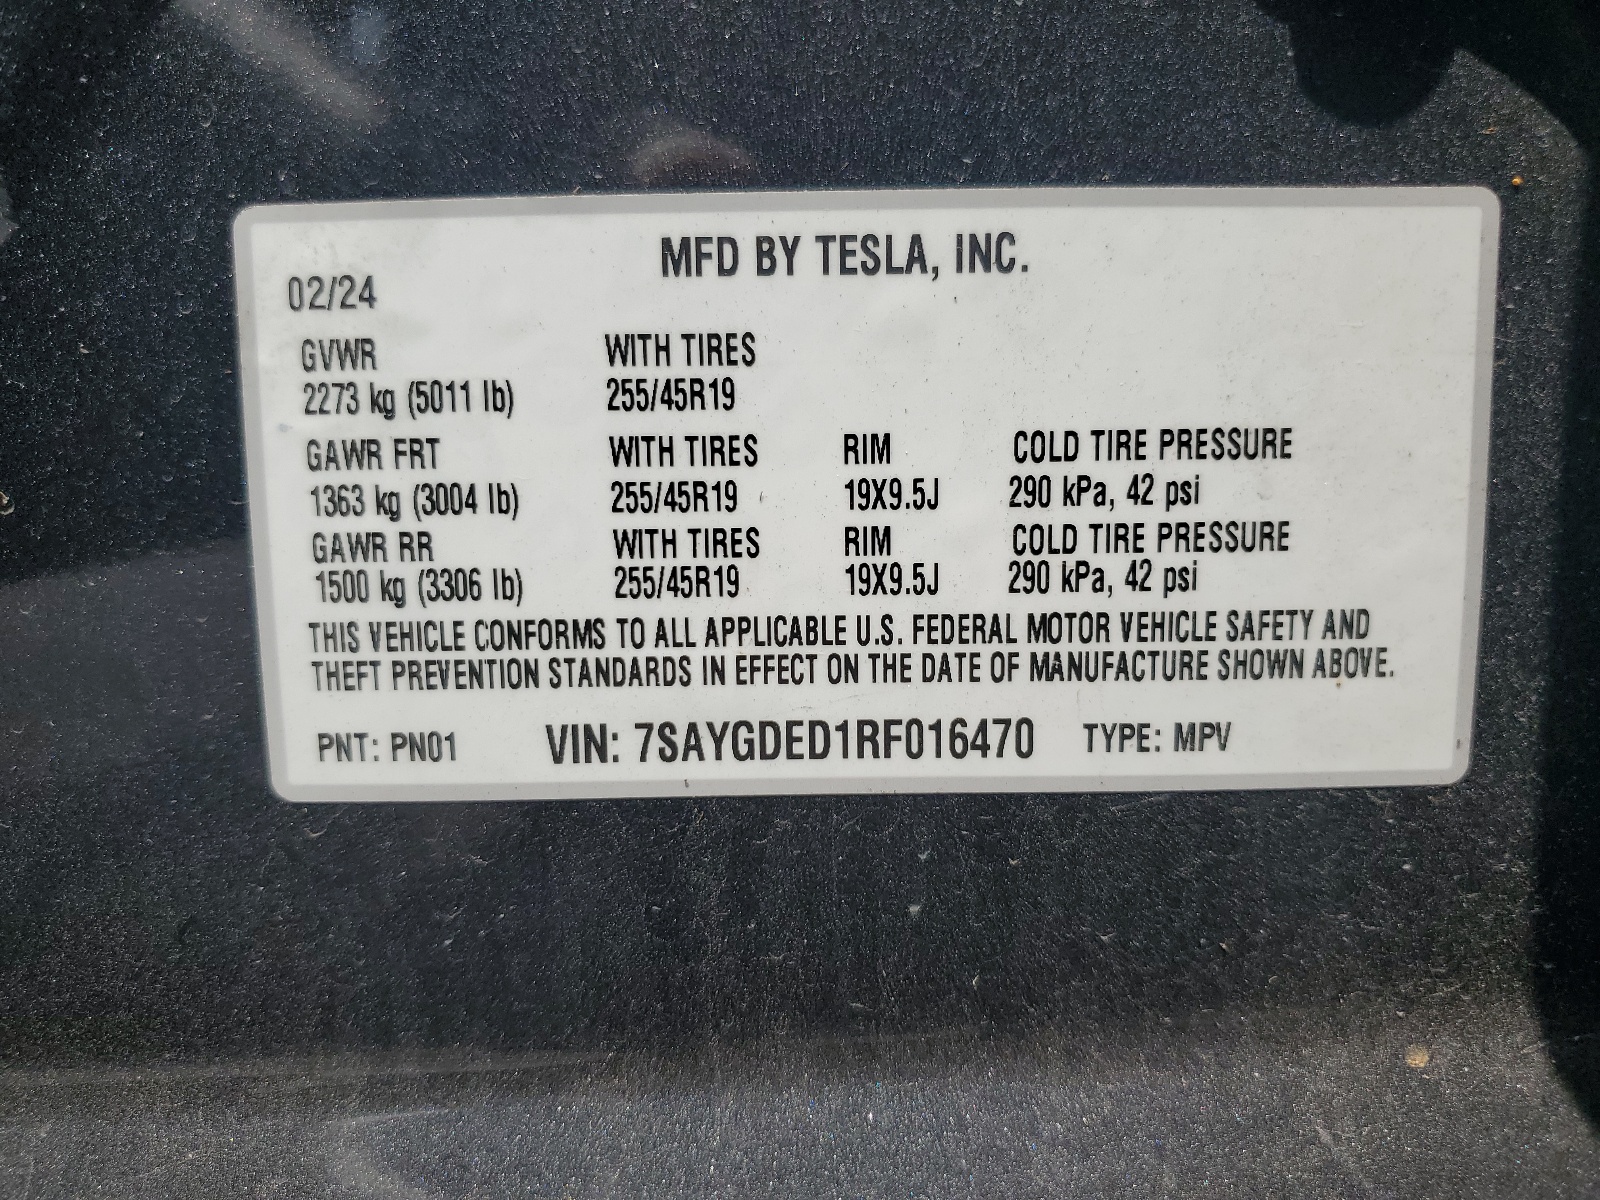 MFD BY TESLA, INC.
02/24
GVWR WITH TIRES
2273 kg (5011 lb) 255/45R19
GAWR FRT WITH TIRES RIM COLD TIRE PRESSURE
1363 kg (3004 lb) 255/45R19 19X9.5J 290 kPa, 42 psi
GAWR RR WITH TIRES RIM COLD TIRE PRESSURE
1500 kg (3306 lb) 255/45R19 19X9.5J 290 kPa, 42 psi
THIS VEHICLE CONFORMS TO ALL APPLICABLE U.S. FEDERAL MOTOR VEHICLE SAFETY AND
THEFT PREVENTION STANDARDS IN EFFECT ON THE DATE OF MANUFACTURE SHOWN ABOVE.
PNT: PN01 VIN: 7SAYGDED1RF016470 TYPE: MPV